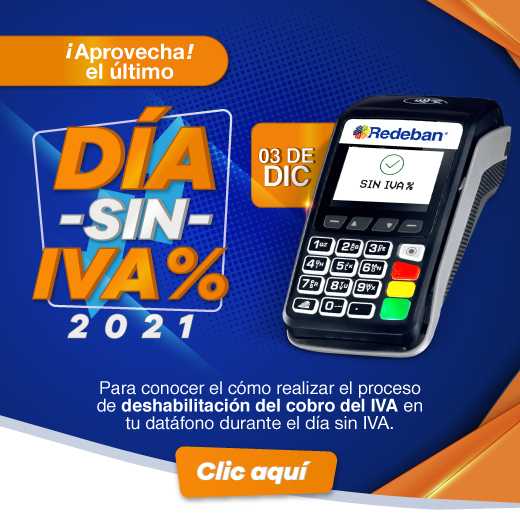 ¡Aprovecha!
el último
DÍA
-SIN-
IVA%
2021
03 DE
DIC
Redeban
SIN IVA%
Para conocer el cómo realizar el proceso
de deshabilitación del cobro del IVA en
tu datáfono durante el día sin IVA.
Clic aquí